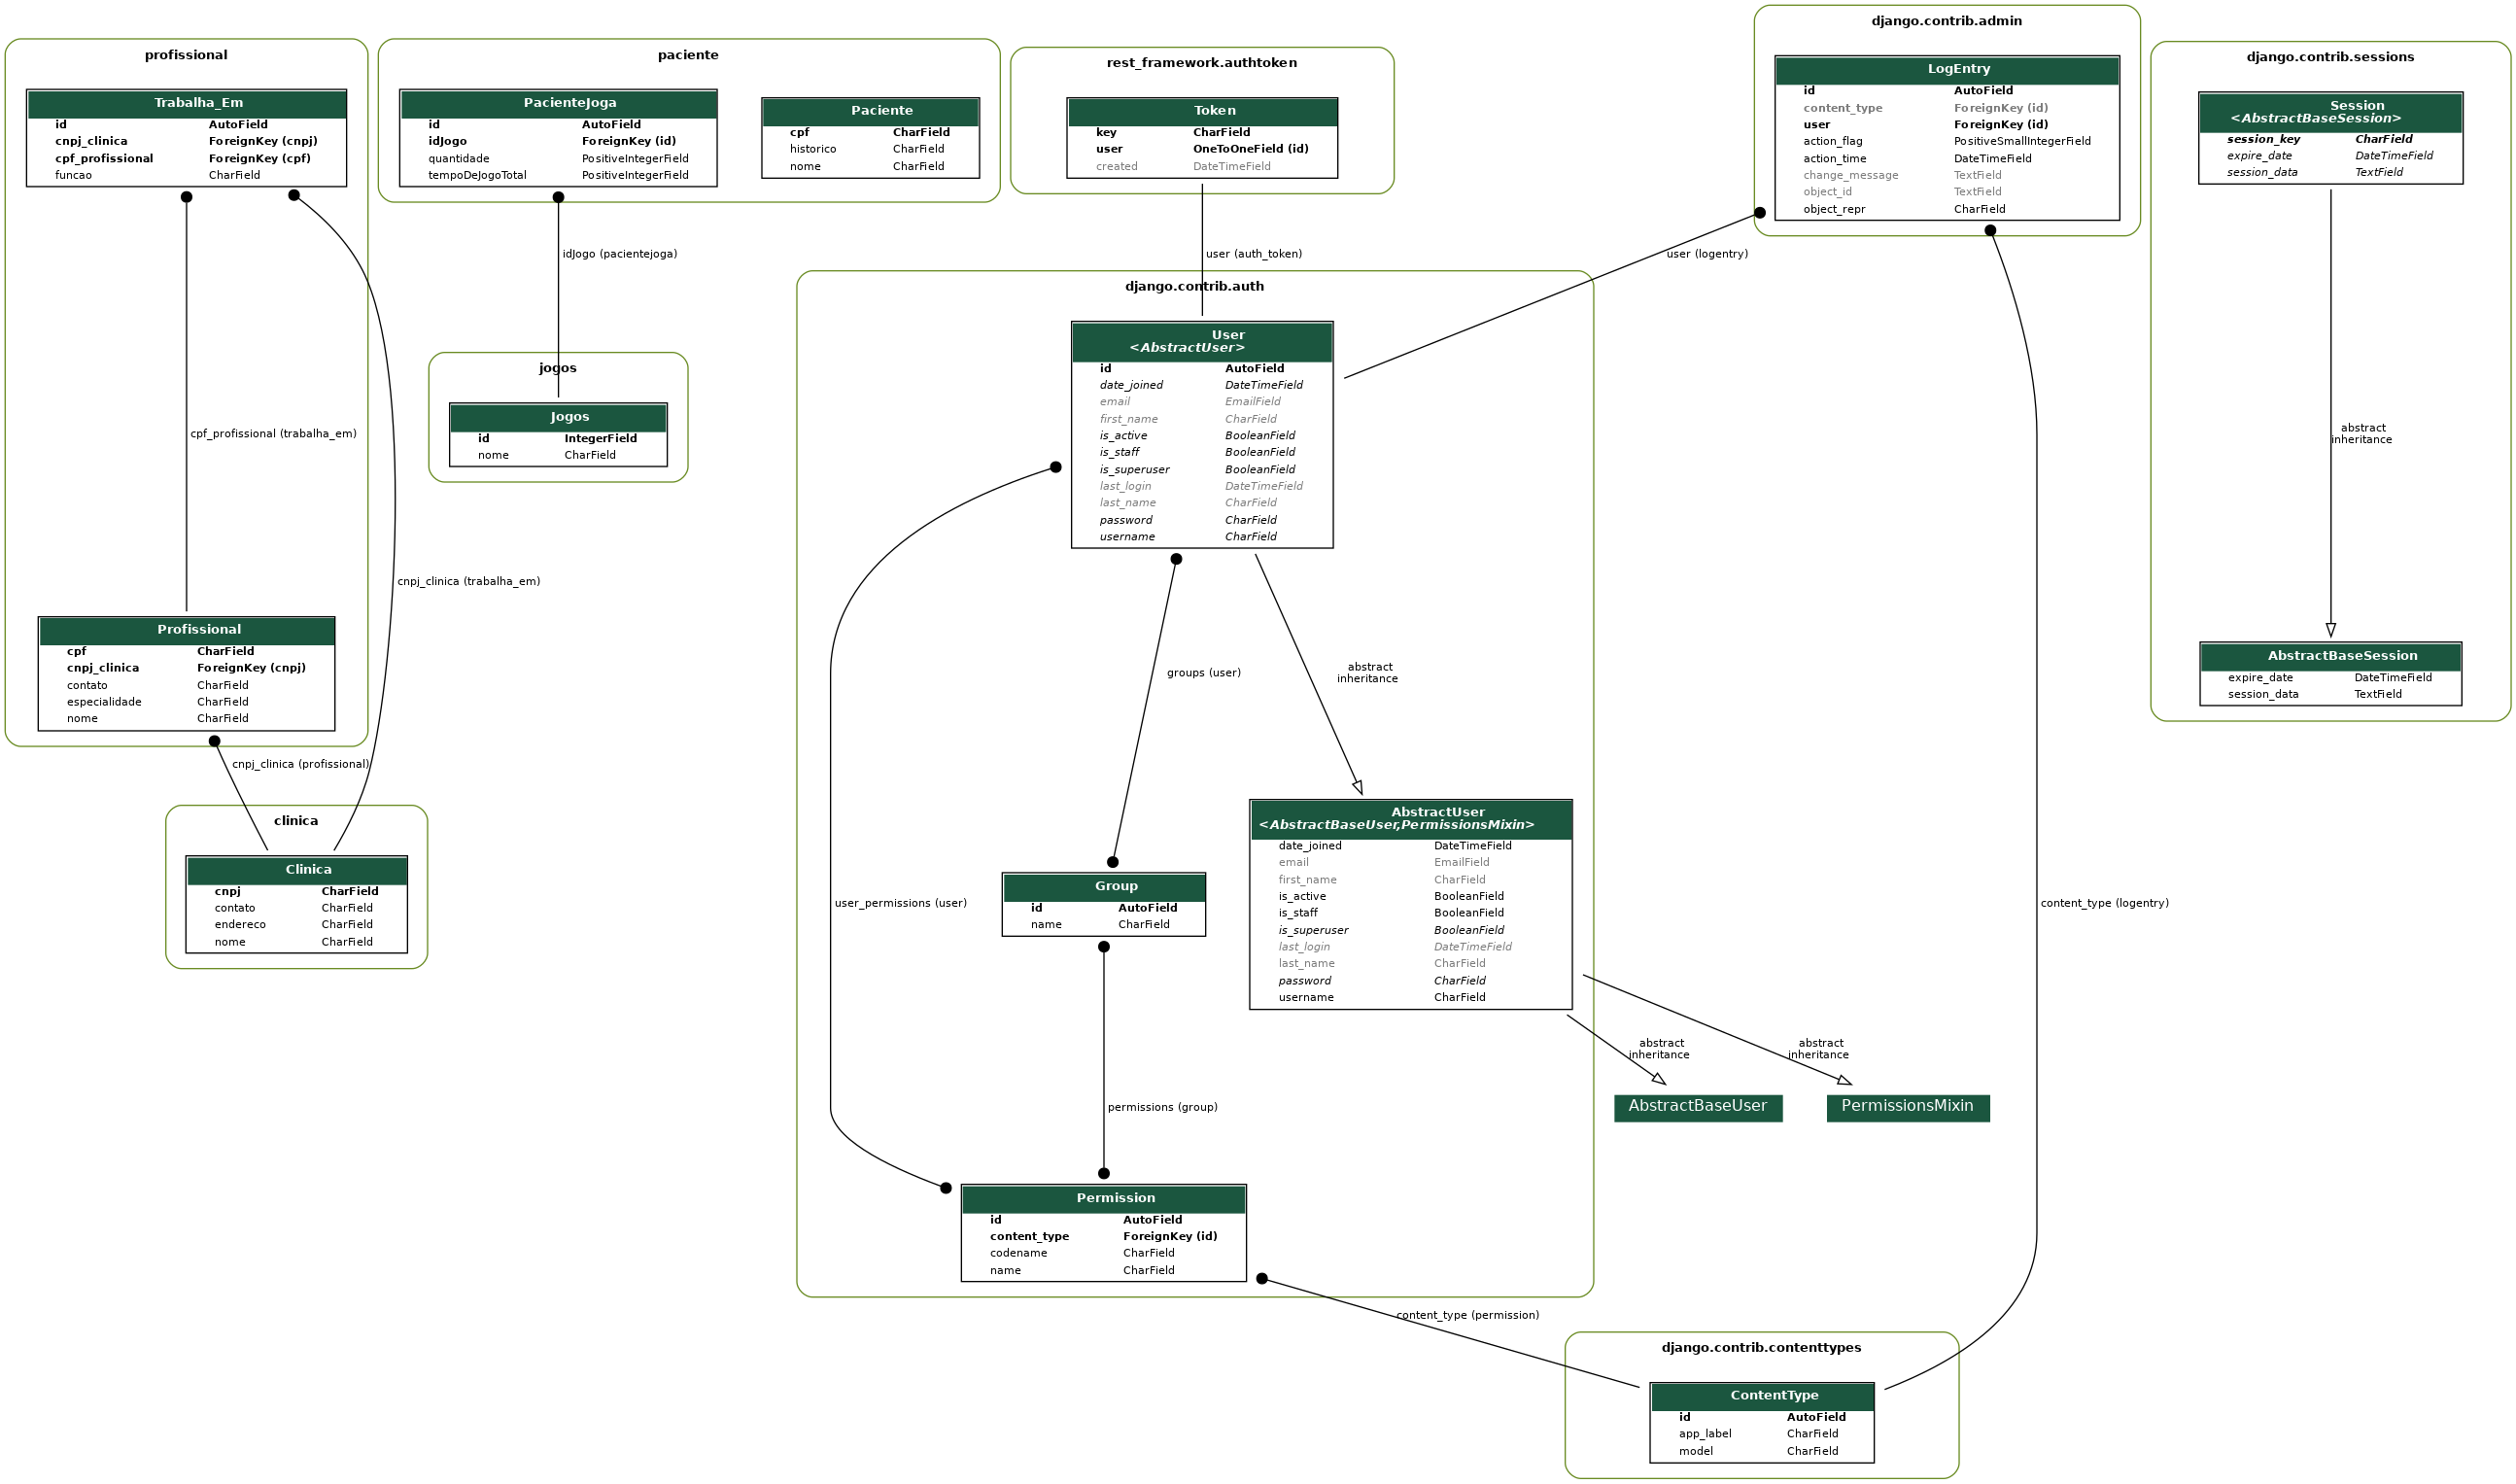 profissional
Trabalha_Em
id AutoField
cnpj_clinica ForeignKey (cnpj)
cpf_profissional ForeignKey (cpf)
funcao CharField
cpf_profissional (trabalha_em)
cnpj_clinica (trabalha_em)
Profissional
cpf CharField
cnpj_clinica ForeignKey (cnpj)
contato CharField
especialidade CharField
nome CharField
cnpj_clinica (profissional)
clinica
Clinica
cnpj CharField
contato CharField
endereco CharField
nome CharField
paciente
PacienteJoga
id AutoField
idJogo ForeignKey (id)
quantidade PositiveIntegerField
tempoDeJogoTotal PositiveIntegerField
Paciente
cpf CharField
historico CharField
nome CharField
idJogo (pacientejoga)
jogos
Jogos
id IntegerField
nome CharField
rest_framework.authtoken
Token
key CharField
user OneToOneField (id)
created DateTimeField
user (auth_token)
django.contrib.auth
User
<AbstractUser>
id AutoField
date_joined DateTimeField
email EmailField
first_name CharField
is_active BooleanField
is_staff BooleanField
is_superuser BooleanField
last_login DateTimeField
last_name CharField
password CharField
username CharField
groups (user)
abstract
inheritance
user_permissions (user)
AbstractUser
<AbstractBaseUser,PermissionsMixin>
date_joined DateTimeField
email EmailField
first_name CharField
is_active BooleanField
is_staff BooleanField
is_superuser BooleanField
last_login DateTimeField
last_name CharField
password CharField
username CharField
Group
id AutoField
name CharField
permissions (group)
abstract
inheritance
abstract
inheritance
AbstractBaseUser
PermissionsMixin
Permission
id AutoField
content_type ForeignKey (id)
codename CharField
name CharField
content_type (permission)
django.contrib.admin
LogEntry
id AutoField
content_type ForeignKey (id)
user ForeignKey (id)
action_flag PositiveSmallIntegerField
action_time DateTimeField
change_message TextField
object_id TextField
object_repr CharField
user (logentry)
content_type (logentry)
django.contrib.contenttypes
ContentType
id AutoField
app_label CharField
model CharField
django.contrib.sessions
Session
<AbstractBaseSession>
session_key CharField
expire_date DateTimeField
session_data TextField
abstract
inheritance
AbstractBaseSession
expire_date DateTimeField
session_data TextField